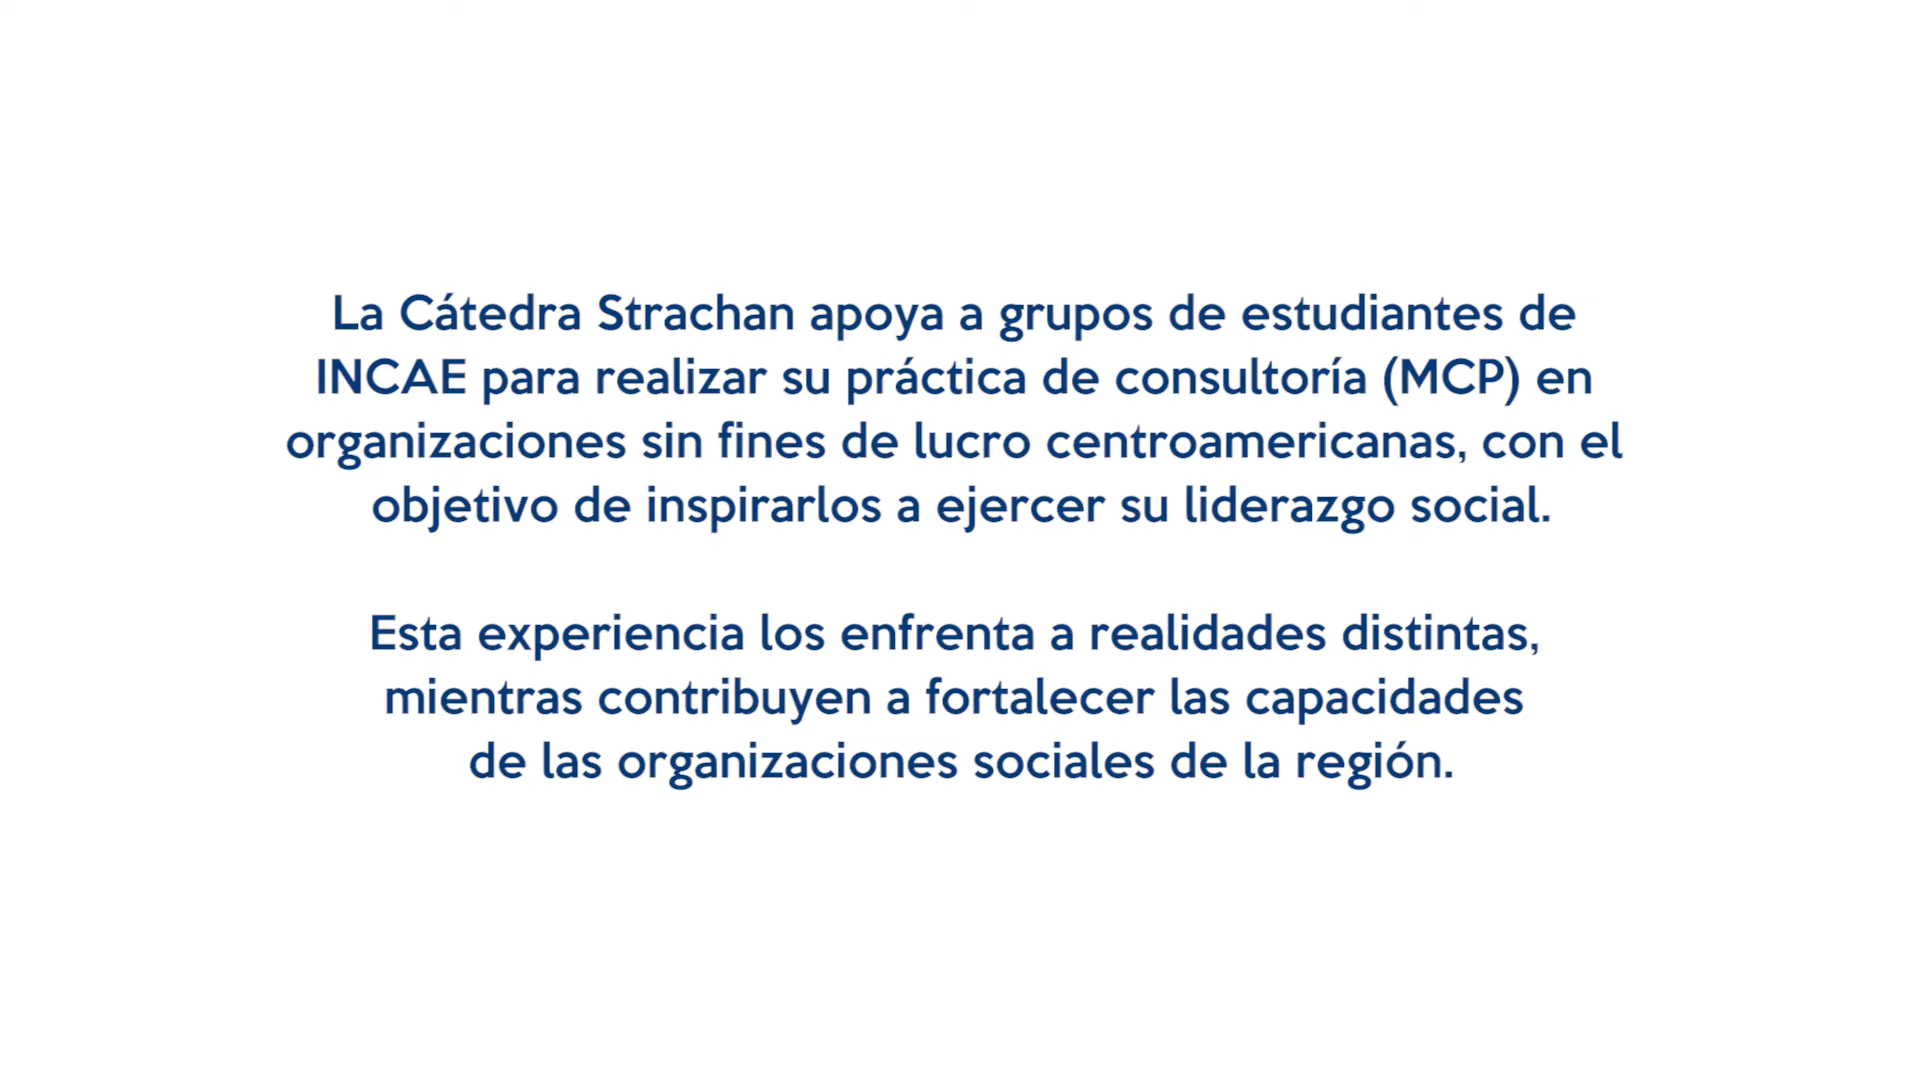 La Cátedra Strachan apoya a grupos de estudiantes de
INCAE para realizar su práctica de consultoría (MCP) en
organizaciones sin fines de lucro centroamericanas, con el
objetivo de inspirarlos a ejercer su liderazgo social.
Esta experiencia los enfrenta a realidades distintas,
mientras contribuyen a fortalecer las capacidades
de las organizaciones sociales de la región.